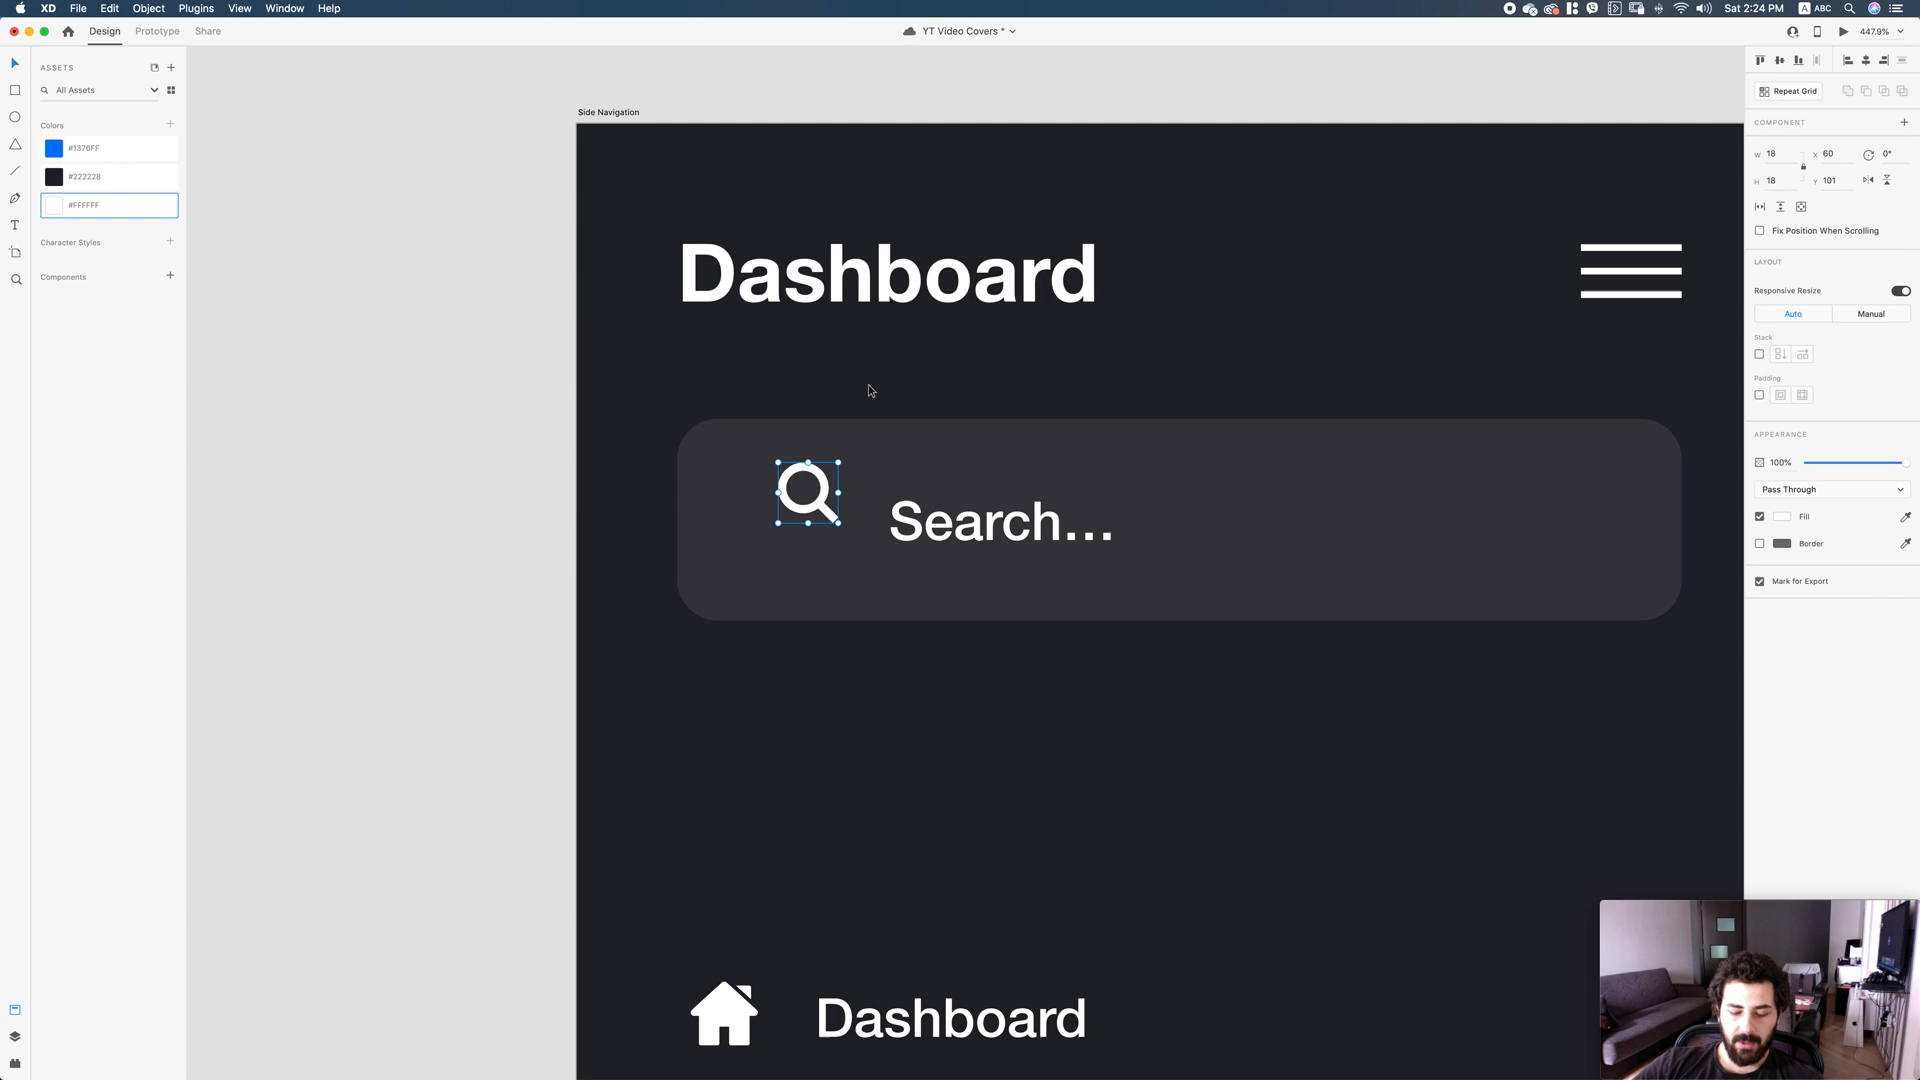 XD File Edit Object Plugins View Window Help
Sat 2:24 PM A ABC
Design Prototype Share
YT Video Covers *
447.9%
ASSETS
All Assets
Colors
#1376FF
#222228
#FFFFFF
Character Styles
Components
Side Navigation
Dashboard
Search...
Dashboard
Repeat Grid
COMPONENT
W 18 X 60 0°
H 18 Y 101
Fix Position When Scrolling
LAYOUT
Responsive Resize
Auto Manual
Stack
Padding
APPEARANCE
100%
Pass Through
Fill
Border
Mark for Export